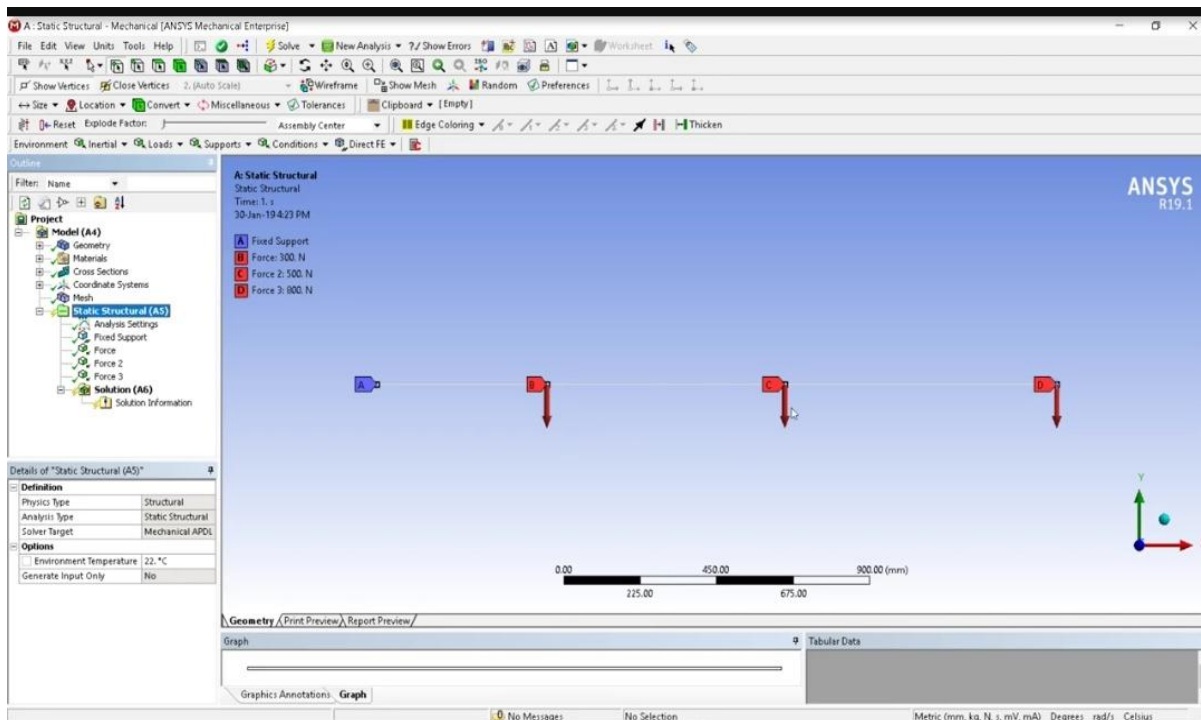 A : Static Structural - Mechanical [ANSYS Mechanical Enterprise]
File Edit View Units Tools Help Solve New Analysis ?/ Show Errors Worksheet
Show Vertices Close Vertices 2. (Auto Scale) Wireframe Show Mesh Random Preferences
Size Location Convert Miscellaneous Tolerances Clipboard [Empty]
Reset Explode Factor: Assembly Center Edge Coloring Thicken
Environment Inertial Loads Supports Conditions Direct FE
Outline
Filter: Name
Project
Model (A4)
Geometry
Materials
Cross Sections
Coordinate Systems
Mesh
Static Structural (A5)
Analysis Settings
Fixed Support
Force
Force 2
Force 3
Solution (A6)
Solution Information
Details of "Static Structural (A5)"
Definition
Physics Type Structural
Analysis Type Static Structural
Solver Target Mechanical APDL
Options
Environment Temperature 22. °C
Generate Input Only No
A: Static Structural
Static Structural
Time: 1. s
30-Jan-19 4:23 PM
A Fixed Support
B Force: 300. N
C Force 2: 500. N
D Force 3: 800. N
ANSYS
R19.1
A B C D
Y
0.00 450.00 900.00 (mm)
225.00 675.00
Geometry Print Preview Report Preview
Graph
Tabular Data
Graphics Annotations Graph
0 No Messages No Selection Metric (mm, kg, N, s, mV, mA) Degrees rad/s Celsius